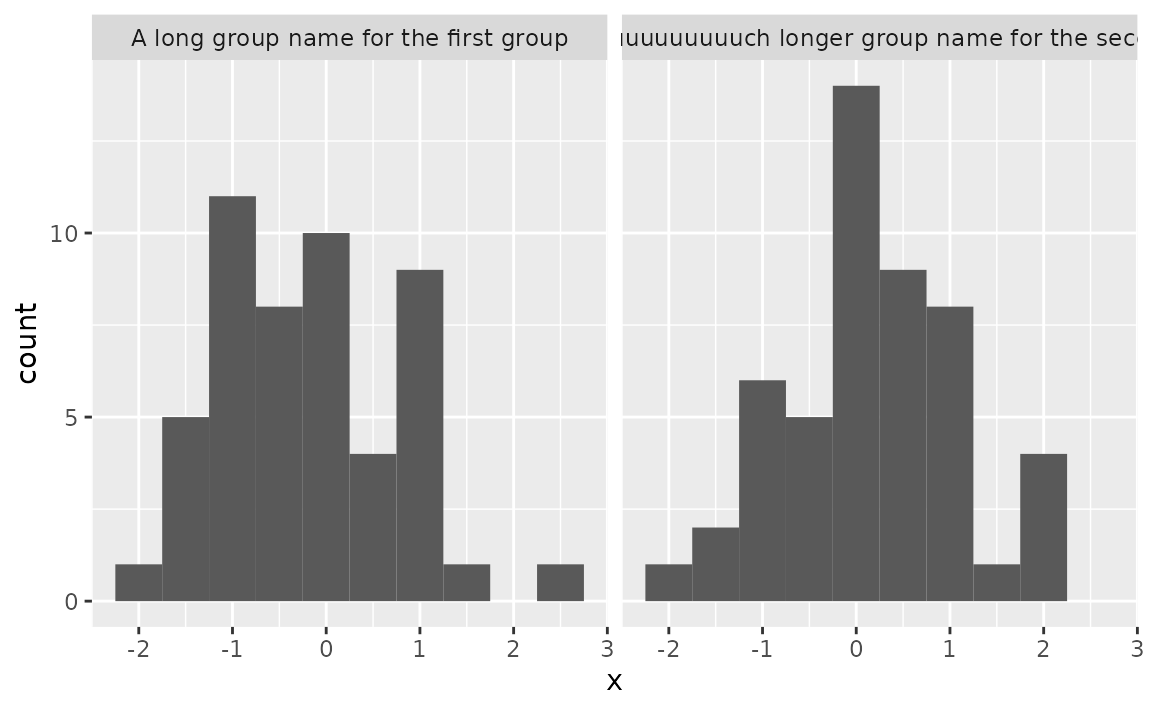 A long group name for the first group
uuuuuuuuch longer group name for the sec
count
10
5
0
-2 -1 0 1 2 3
-2 -1 0 1 2 3
x